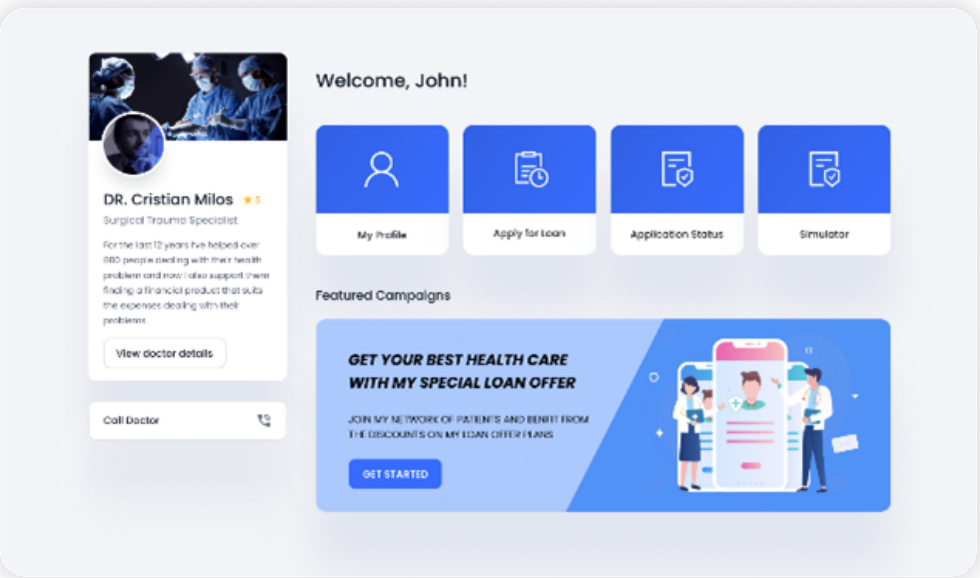 DR. Cristian Milos ★ 5
Surgical Trauma Specialist
For the last 12 years I've helped over
800 people dealing with their health
problem and now I also support them
finding a financial product that suits
the expenses dealing with their
problems
View doctor details
Call Doctor
Welcome, John!
My Profile
Apply for Loan
Application Status
Simulator
Featured Campaigns
GET YOUR BEST HEALTH CARE
WITH MY SPECIAL LOAN OFFER
JOIN MY NETWORK OF PATIENTS AND BENEFIT FROM
THE DISCOUNTS ON MY LOAN OFFER PLANS
GET STARTED